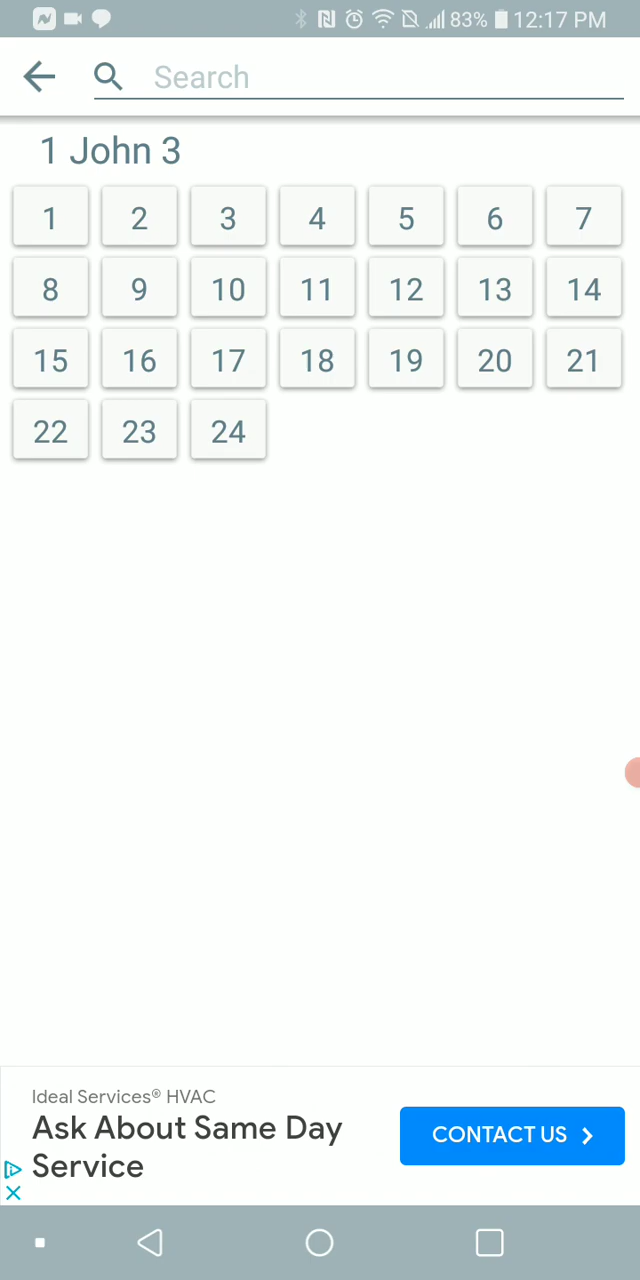 83% 12:17 PM
Search
1 John 3
1 2 3 4 5 6 7
8 9 10 11 12 13 14
15 16 17 18 19 20 21
22 23 24
Ideal Services® HVAC
Ask About Same Day
Service
CONTACT US